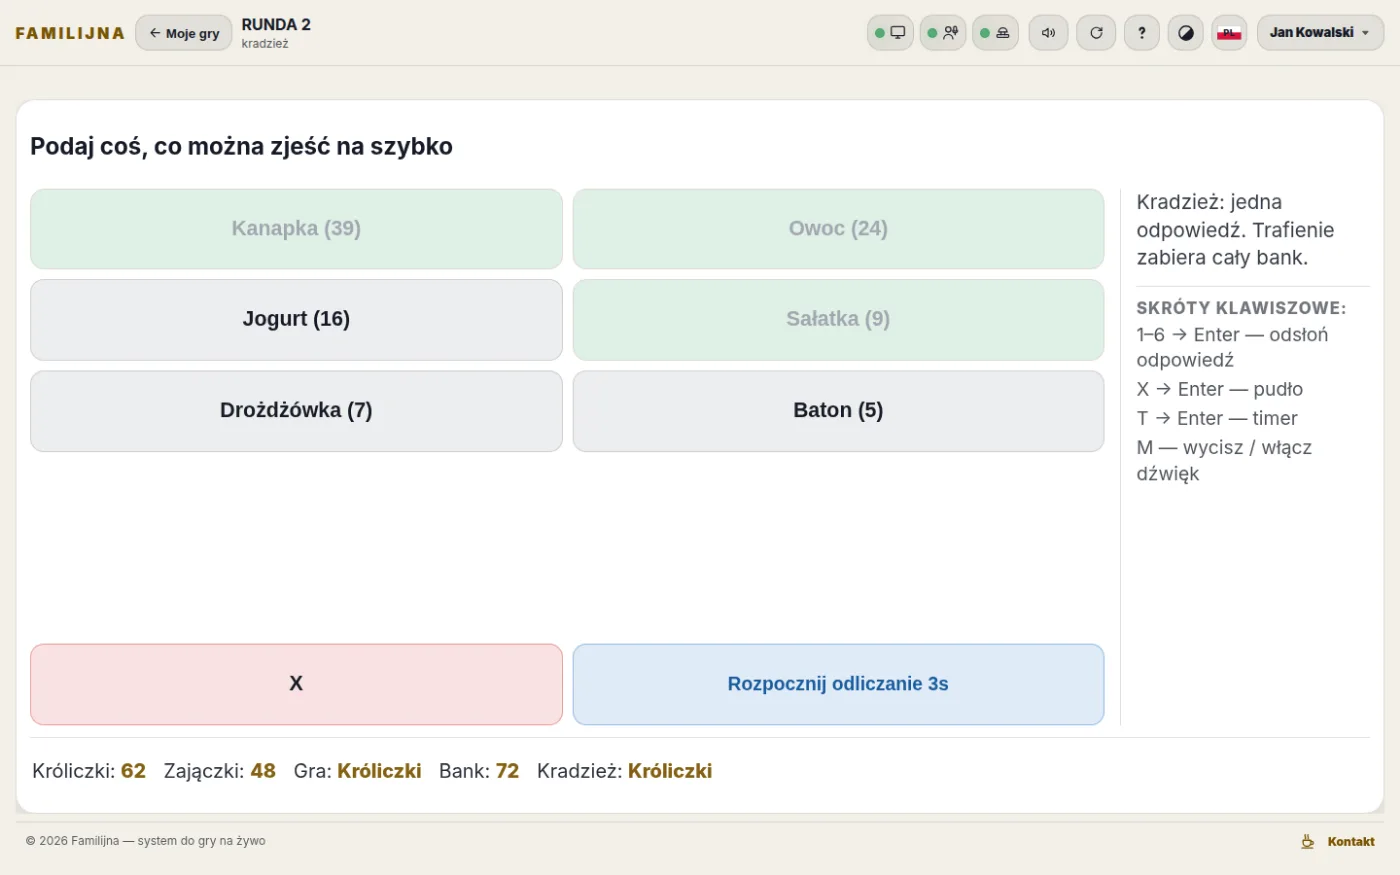 FAMILIJNA
← Moje gry
RUNDA 2
kradzież
?
PL
Jan Kowalski
Podaj coś, co można zjeść na szybko
Kanapka (39)
Owoc (24)
Jogurt (16)
Sałatka (9)
Drożdżówka (7)
Baton (5)
X
Rozpocznij odliczanie 3s
Kradzież: jedna
odpowiedź. Trafienie
zabiera cały bank.
SKRÓTY KLAWISZOWE:
1–6 → Enter — odsłoń
odpowiedź
X → Enter — pudło
T → Enter — timer
M — wycisz / włącz
dźwięk
Króliczki: 62 Zajączki: 48 Gra: Króliczki Bank: 72 Kradzież: Króliczki
© 2026 Familijna — system do gry na żywo
Kontakt